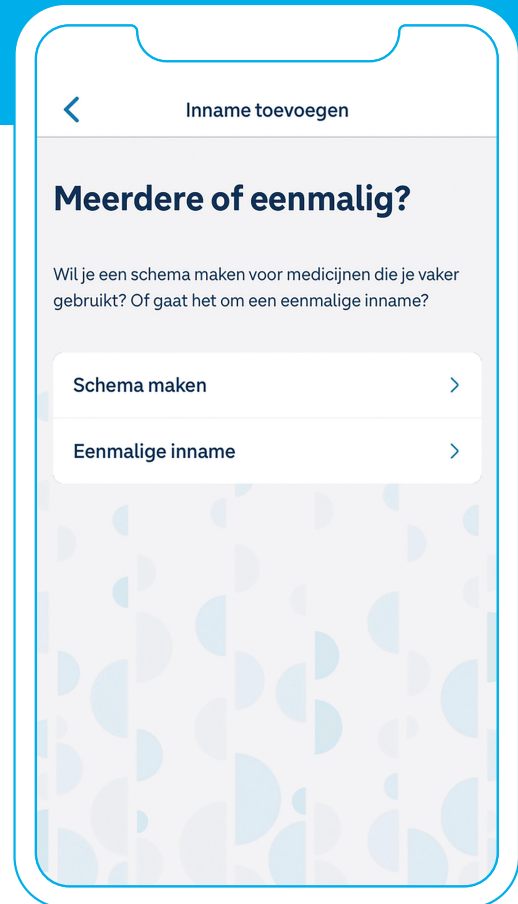 Inname toevoegen
Meerdere of eenmalig?
Wil je een schema maken voor medicijnen die je vaker
gebruikt? Of gaat het om een eenmalige inname?
Schema maken
Eenmalige inname